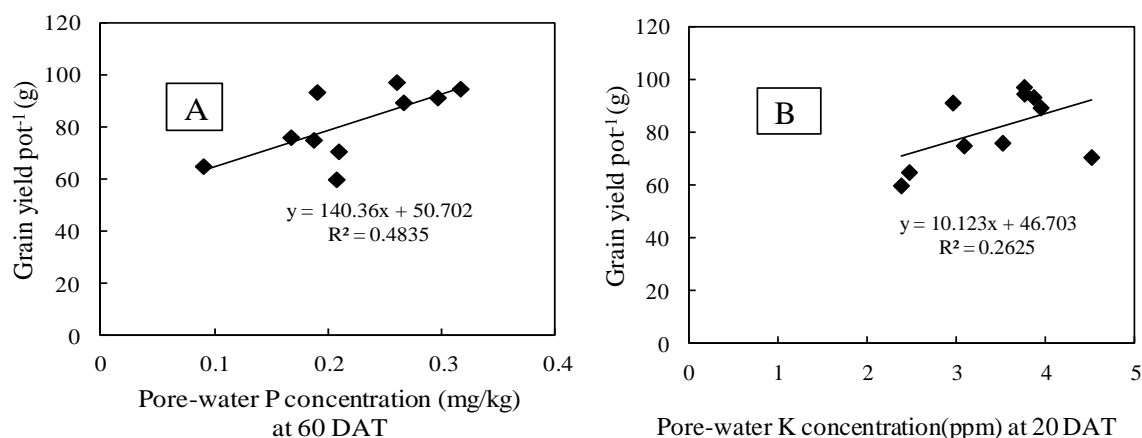 120
100
80
60
40
20
0
Grain yield pot⁻¹ (g)
A
y = 140.36x + 50.702
R² = 0.4835
0 0.1 0.2 0.3 0.4
Pore-water P concentration (mg/kg)
at 60 DAT
120
100
80
60
40
20
0
Grain yield pot⁻¹ (g)
B
y = 10.123x + 46.703
R² = 0.2625
0 1 2 3 4 5
Pore-water K concentration(ppm) at 20 DAT